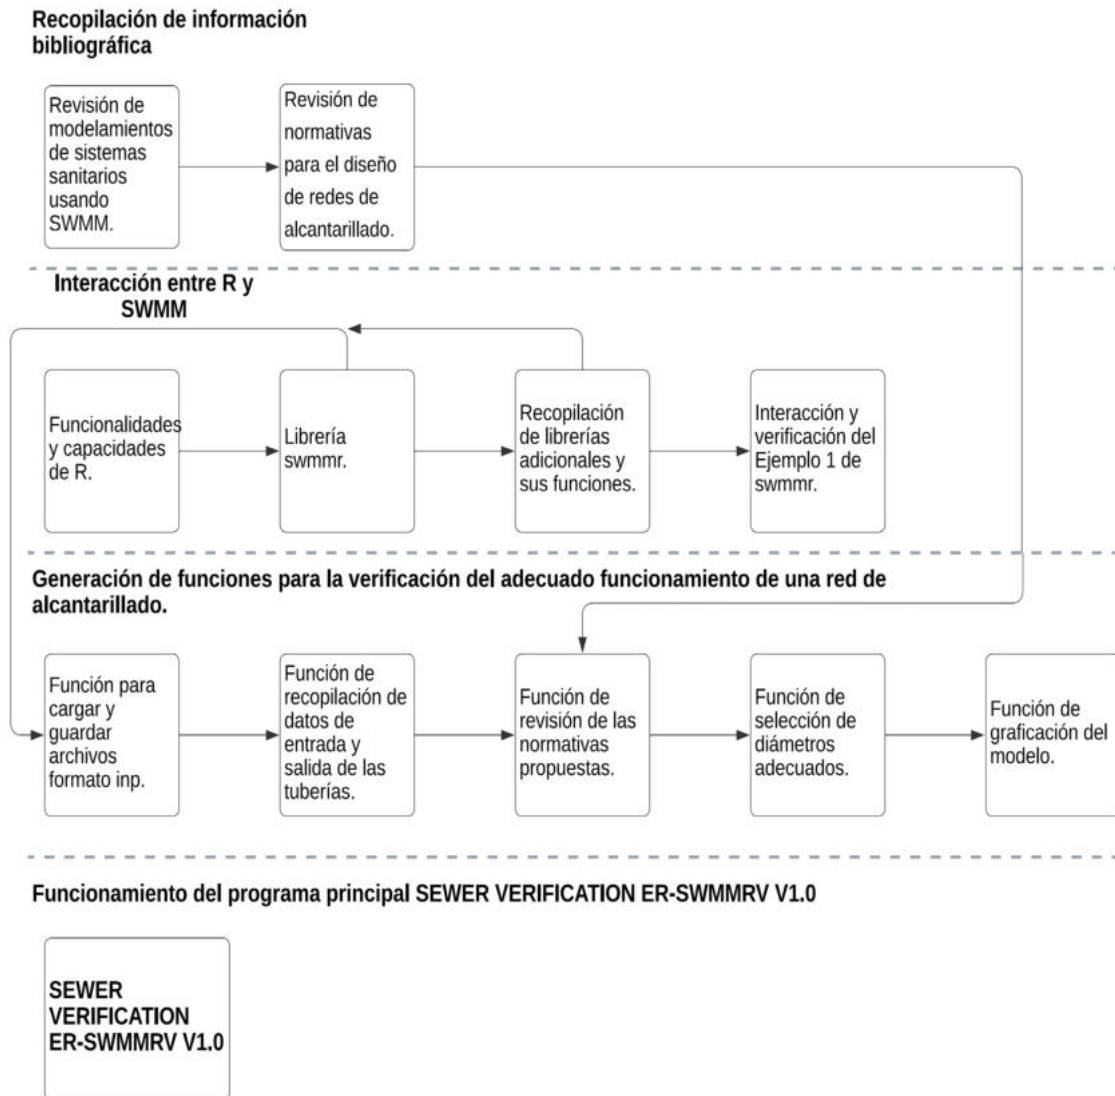 Recopilación de información
bibliográfica
Revisión de
modelamientos
de sistemas
sanitarios
usando
SWMM.
Revisión de
normativas
para el diseño
de redes de
alcantarillado.
Interacción entre R y
SWMM
Funcionalidades
y capacidades
de R.
Librería
swmmr.
Recopilación
de librerías
adicionales y
sus funciones.
Interacción y
verificación del
Ejemplo 1 de
swmmr.
Generación de funciones para la verificación del adecuado funcionamiento de una red de
alcantarillado.
Función para
cargar y
guardar
archivos
formato inp.
Función de
recopilación de
datos de
entrada y
salida de las
tuberías.
Función de
revisión de las
normativas
propuestas.
Función de
selección de
diámetros
adecuados.
Función de
graficación del
modelo.
Funcionamiento del programa principal SEWER VERIFICATION ER-SWMMRV V1.0
SEWER
VERIFICATION
ER-SWMMRV V1.0